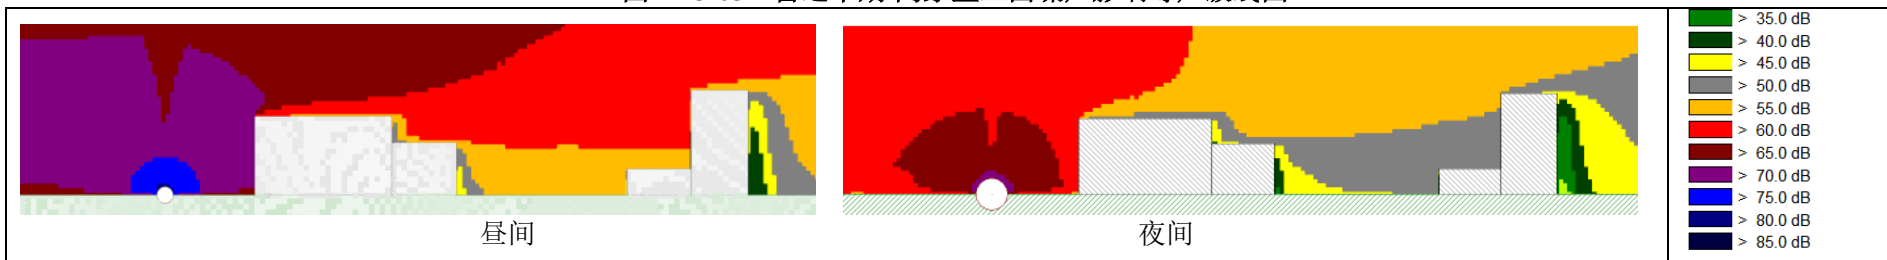 昼间
夜间
> 35.0 dB
> 40.0 dB
> 45.0 dB
> 50.0 dB
> 55.0 dB
> 60.0 dB
> 65.0 dB
> 70.0 dB
> 75.0 dB
> 80.0 dB
> 85.0 dB